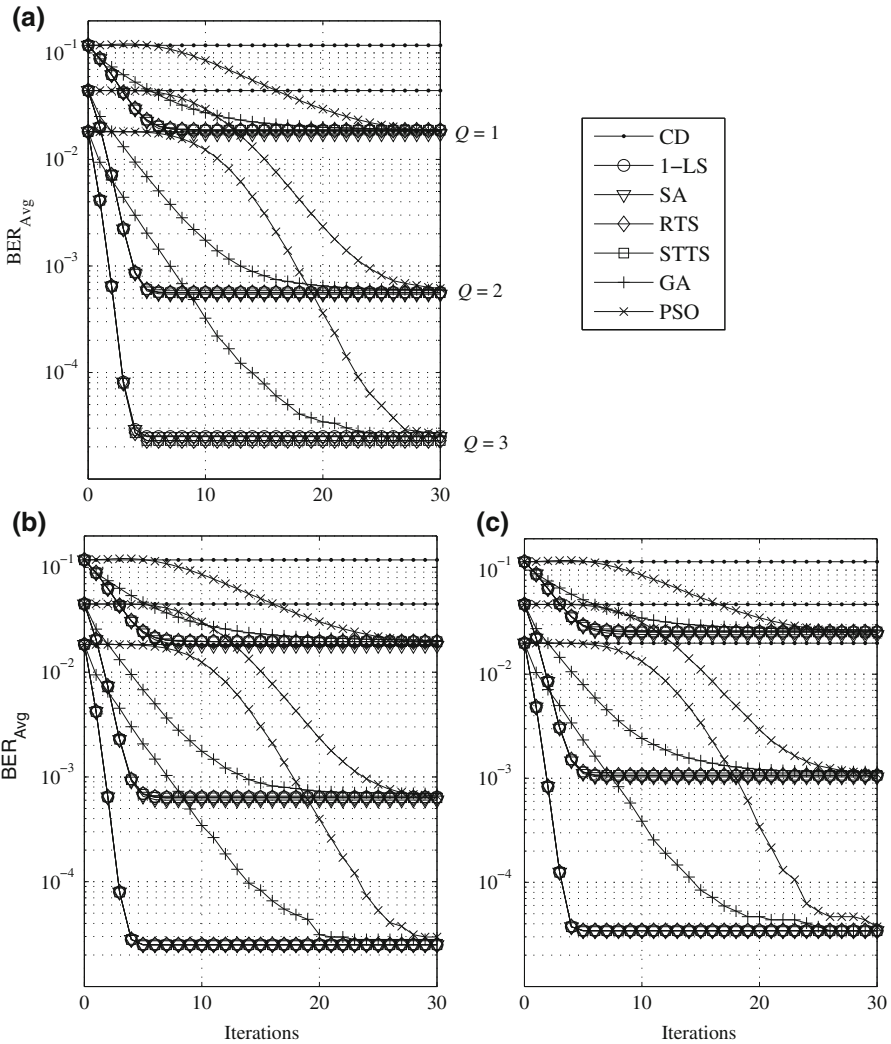 (a)
10⁻¹
10⁻²
10⁻³
10⁻⁴
BER_Avg
0
10
20
30
Q = 1
Q = 2
Q = 3
CD
1−LS
SA
RTS
STTS
GA
PSO
(b)
10⁻¹
10⁻²
10⁻³
10⁻⁴
BER_Avg
0
10
20
30
Iterations
(c)
10⁻¹
10⁻²
10⁻³
10⁻⁴
0
10
20
30
Iterations